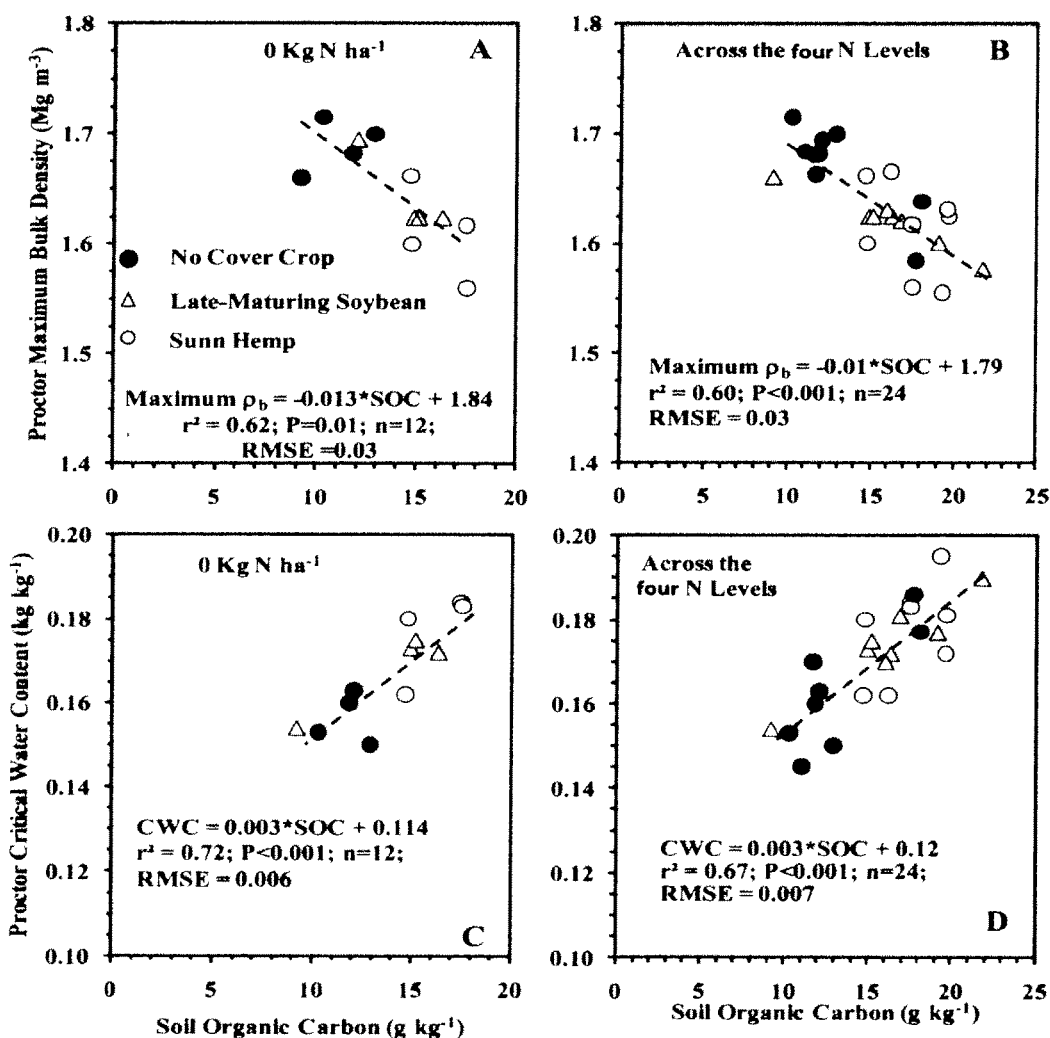 Proctor Maximum Bulk Density (Mg m⁻³)
1.8
1.7
1.6
1.5
1.4
0 Kg N ha⁻¹
A
No Cover Crop
Late-Maturing Soybean
Sunn Hemp
Maximum ρb = -0.013*SOC + 1.84
r² = 0.62; P=0.01; n=12;
RMSE =0.03
0 5 10 15 20
1.8
1.7
1.6
1.5
1.4
Across the four N Levels
B
Maximum ρb = -0.01*SOC + 1.79
r² = 0.60; P<0.001; n=24
RMSE = 0.03
0 5 10 15 20 25
Proctor Critical Water Content (kg kg⁻¹)
0.20
0.18
0.16
0.14
0.12
0.10
0 Kg N ha⁻¹
CWC = 0.003*SOC + 0.114
r² = 0.72; P<0.001; n=12;
RMSE = 0.006
C
0 5 10 15 20
Soil Organic Carbon (g kg⁻¹)
0.20
0.18
0.16
0.14
0.12
0.10
Across the
four N Levels
CWC = 0.003*SOC + 0.12
r² = 0.67; P<0.001; n=24;
RMSE = 0.007
D
0 5 10 15 20 25
Soil Organic Carbon (g kg⁻¹)